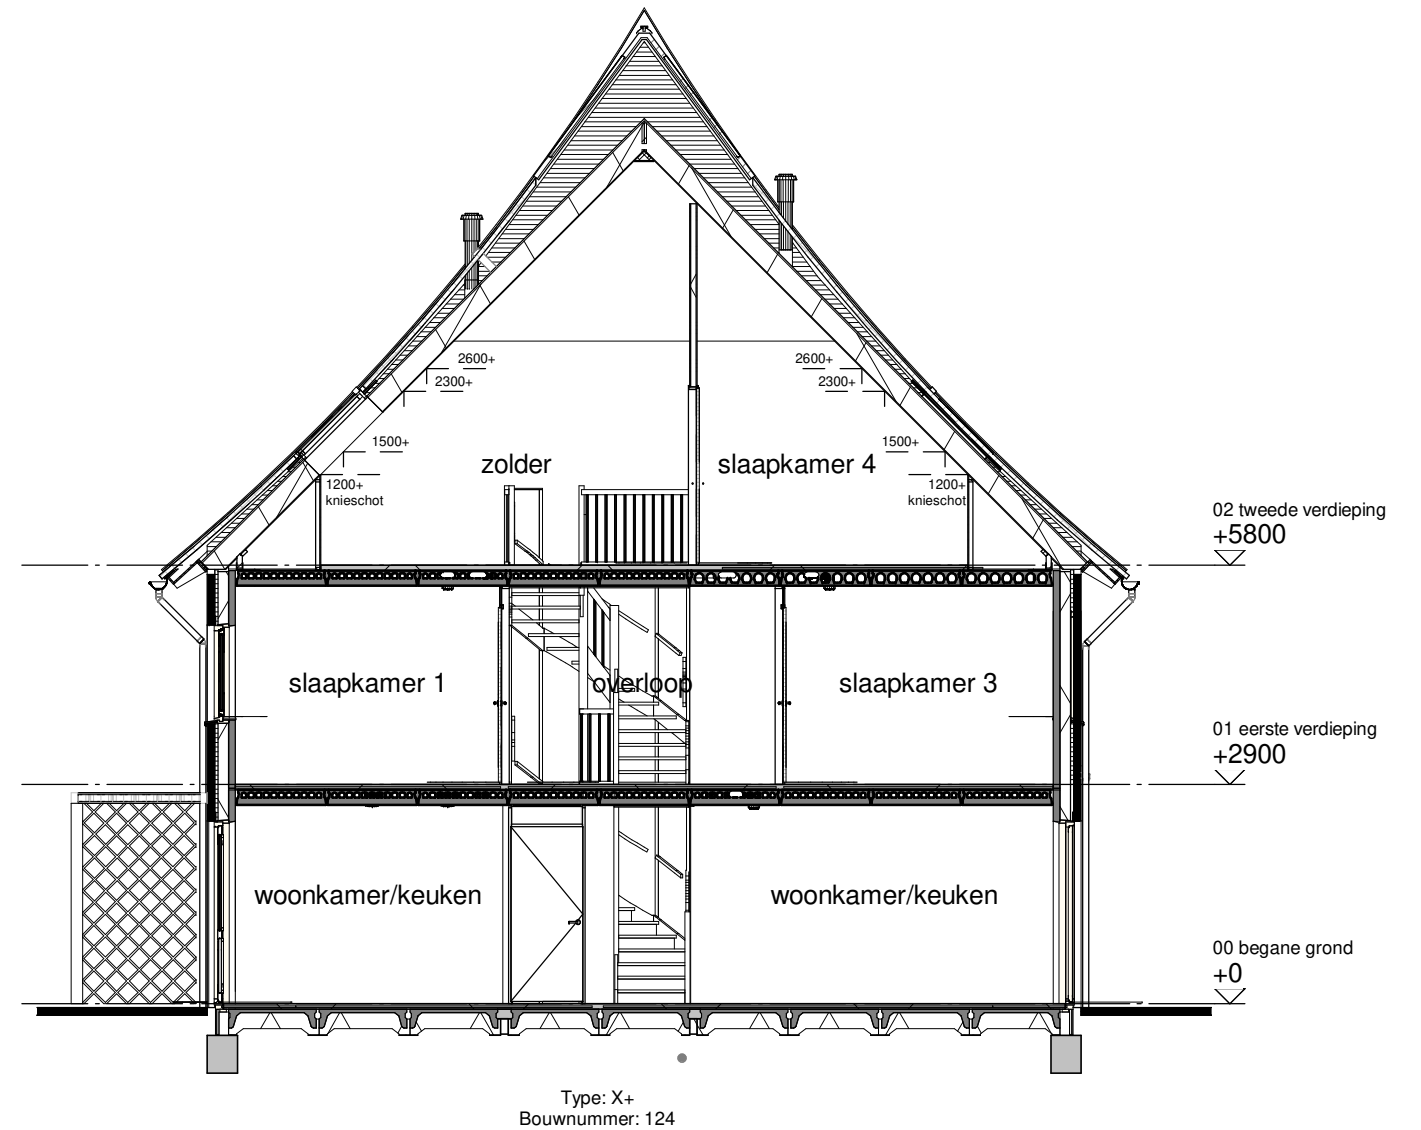 2600+
2600+
2300+
2300+
1500+
1500+
zolder
slaapkamer 4
1200+
knieschot
1200+
knieschot
02 tweede verdieping
+5800
slaapkamer 1
overloop
slaapkamer 3
01 eerste verdieping
+2900
woonkamer/keuken
woonkamer/keuken
00 begane grond
+0
Type: X+
Bouwnummer: 124